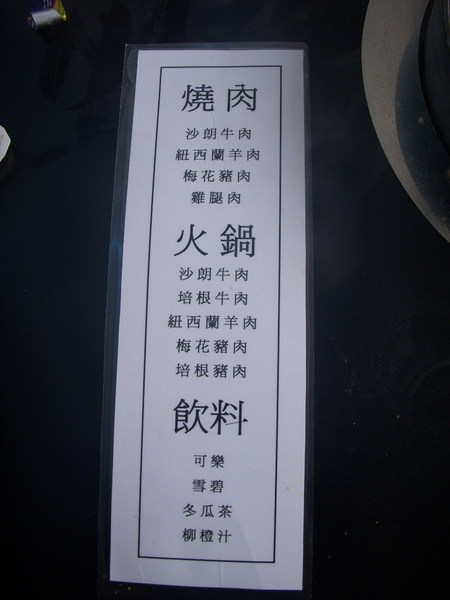 燒肉
沙朗牛肉
紐西蘭羊肉
梅花豬肉
雞腿肉
火鍋
沙朗牛肉
培根牛肉
紐西蘭羊肉
梅花豬肉
培根豬肉
飲料
可樂
雪碧
冬瓜茶
柳橙汁